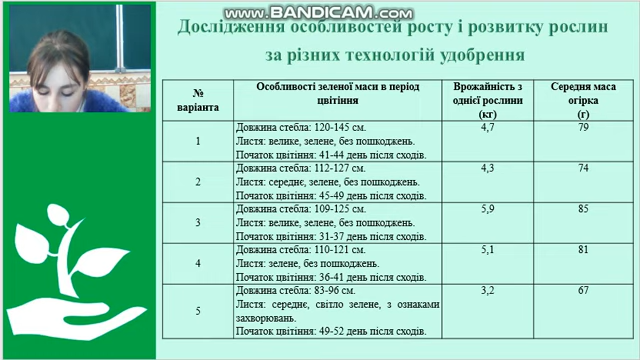 www.BANDICAM.com
Дослідження особливостей росту і розвитку рослин
за різних технологій удобрення
№ варіанта
Особливості зеленої маси в період
цвітіння
Врожайність з
однієї рослини
(кг)
Середня маса
огірка
(г)
1
Довжина стебла: 120-145 см.
Листя: велике, зелене, без пошкоджень.
Початок цвітіння: 41-44 день після сходів.
4,7
79
2
Довжина стебла: 112-127 см.
Листя: середнє, зелене, без пошкоджень.
Початок цвітіння: 45-49 день після сходів.
4,3
74
3
Довжина стебла: 109-125 см.
Листя: велике, зелене, без пошкоджень.
Початок цвітіння: 31-37 день після сходів.
5,9
85
4
Довжина стебла: 110-121 см.
Листя: зелене, без пошкоджень.
Початок цвітіння: 36-41 день після сходів.
5,1
81
5
Довжина стебла: 83-96 см.
Листя: середнє, світло зелене, з ознаками
захворювань.
Початок цвітіння: 49-52 день після сходів.
3,2
67